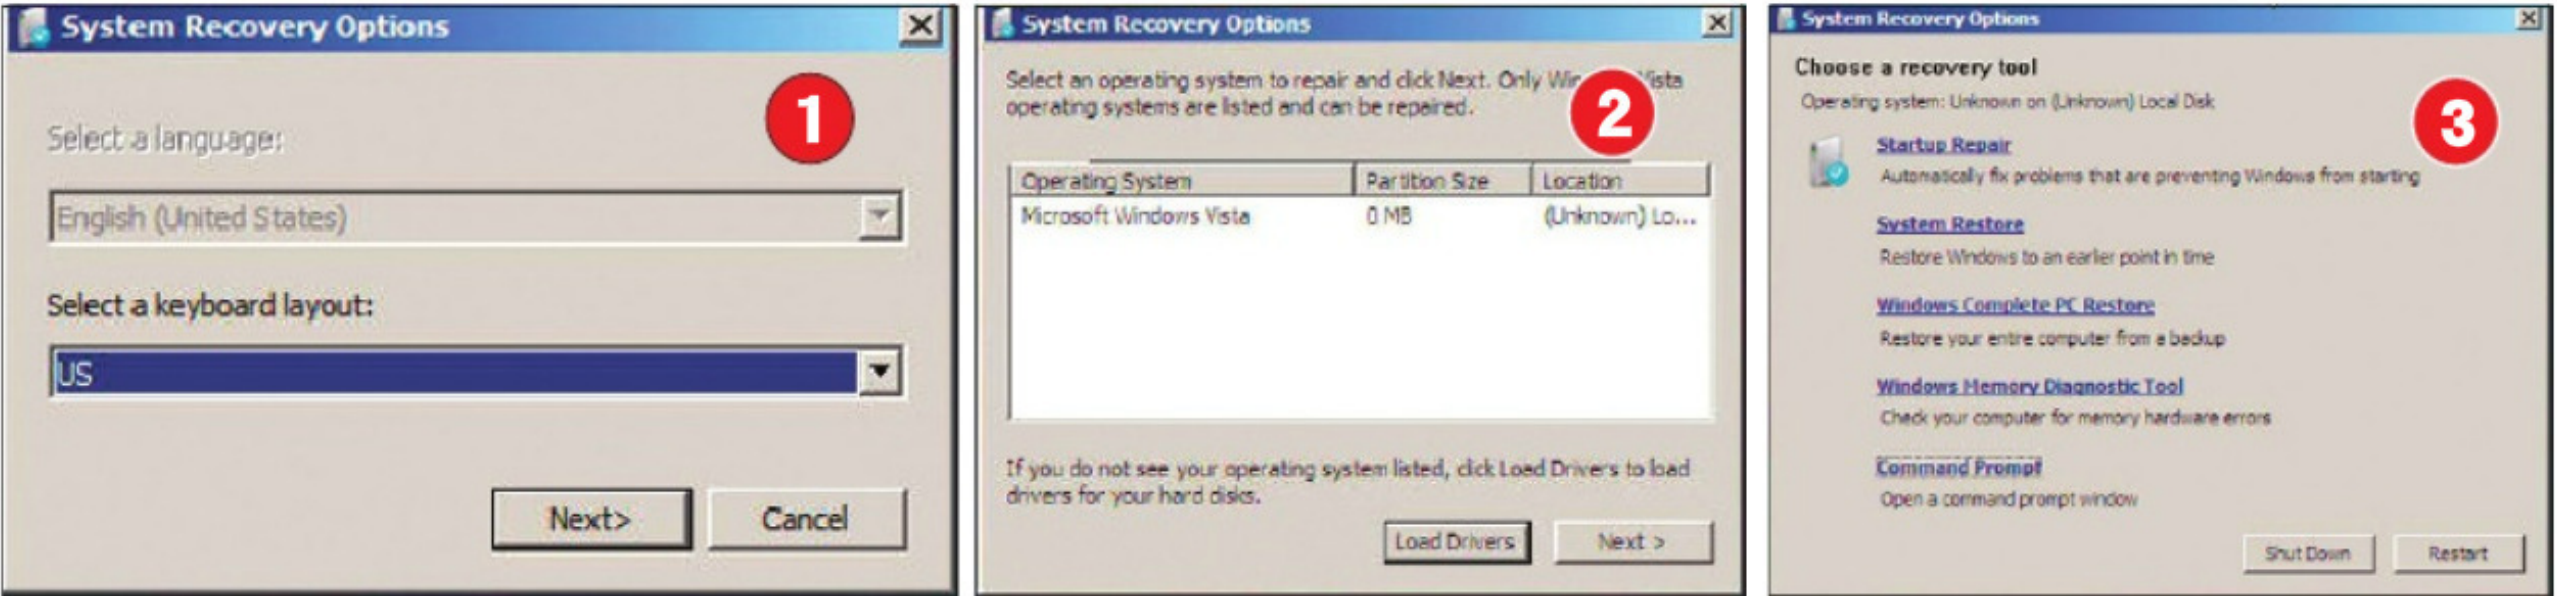 System Recovery Options
1
Select a language:
English (United States)
Select a keyboard layout:
US
Next>
Cancel
System Recovery Options
Select an operating system to repair and click Next. Only Vista
operating systems are listed and can be repaired.
2
Operating System Partition Size Location
Microsoft Windows Vista 0 MB (Unknown) Lo...
If you do not see your operating system listed, click Load Drivers to load
drivers for your hard disks.
Load Drivers
Next >
System Recovery Options
Choose a recovery tool
Operating system: Unknown on (Unknown) Local Disk
3
Startup Repair
Automatically fix problems that are preventing Windows from starting
System Restore
Restore Windows to an earlier point in time
Windows Complete PC Restore
Restore your entire computer from a backup
Windows Memory Diagnostic Tool
Check your computer for memory hardware errors
Command Prompt
Open a command prompt window
Shut Down
Restart